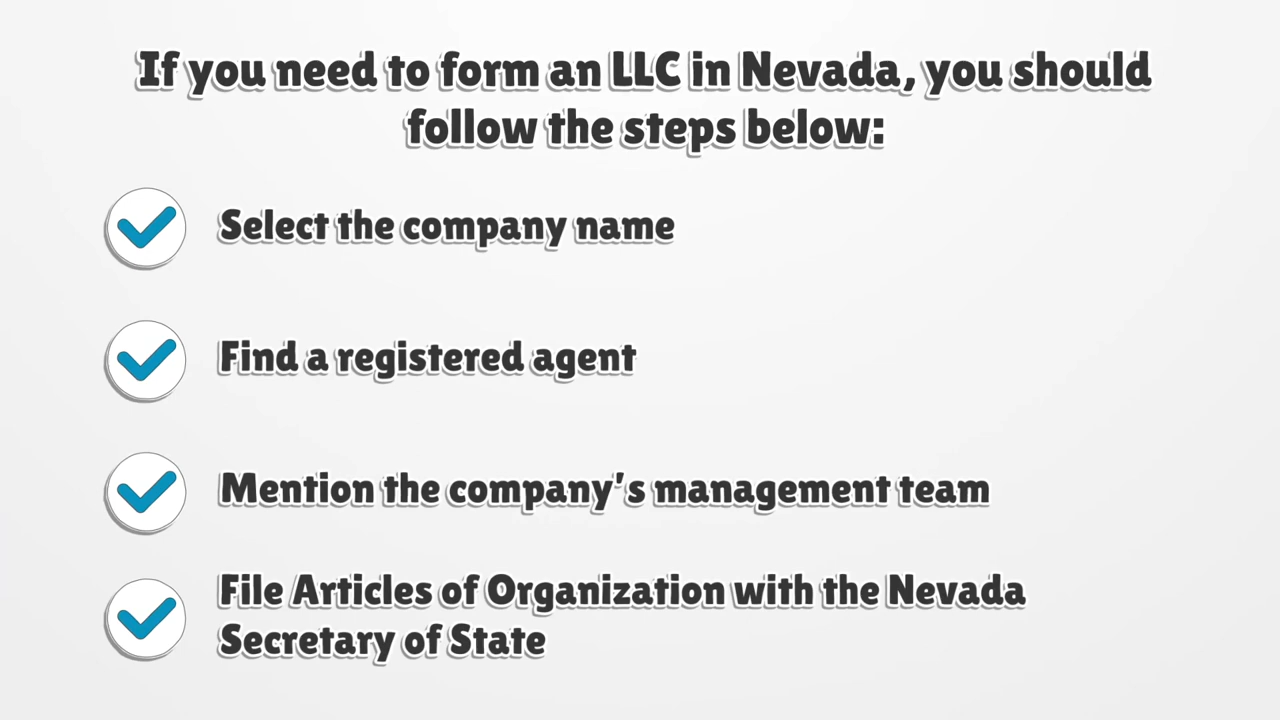 If you need to form an LLC in Nevada, you should
follow the steps below:
Select the company name
Find a registered agent
Mention the company's management team
File Articles of Organization with the Nevada
Secretary of State